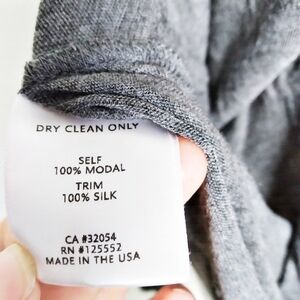 DRY CLEAN ONLY
SELF
100% MODAL
TRIM
100% SILK
CA #32054
RN #125552
MADE IN THE USA